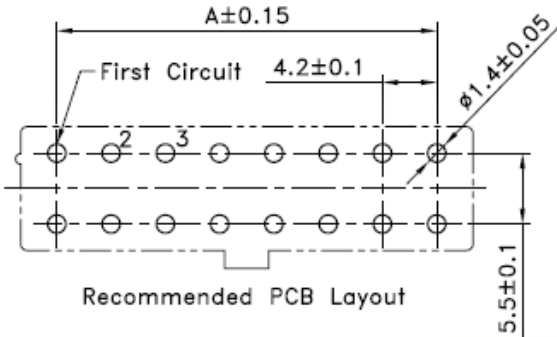 A±0.15
First Circuit
4.2±0.1
ø1.4±0.05
2
3
5.5±0.1
Recommended PCB Layout